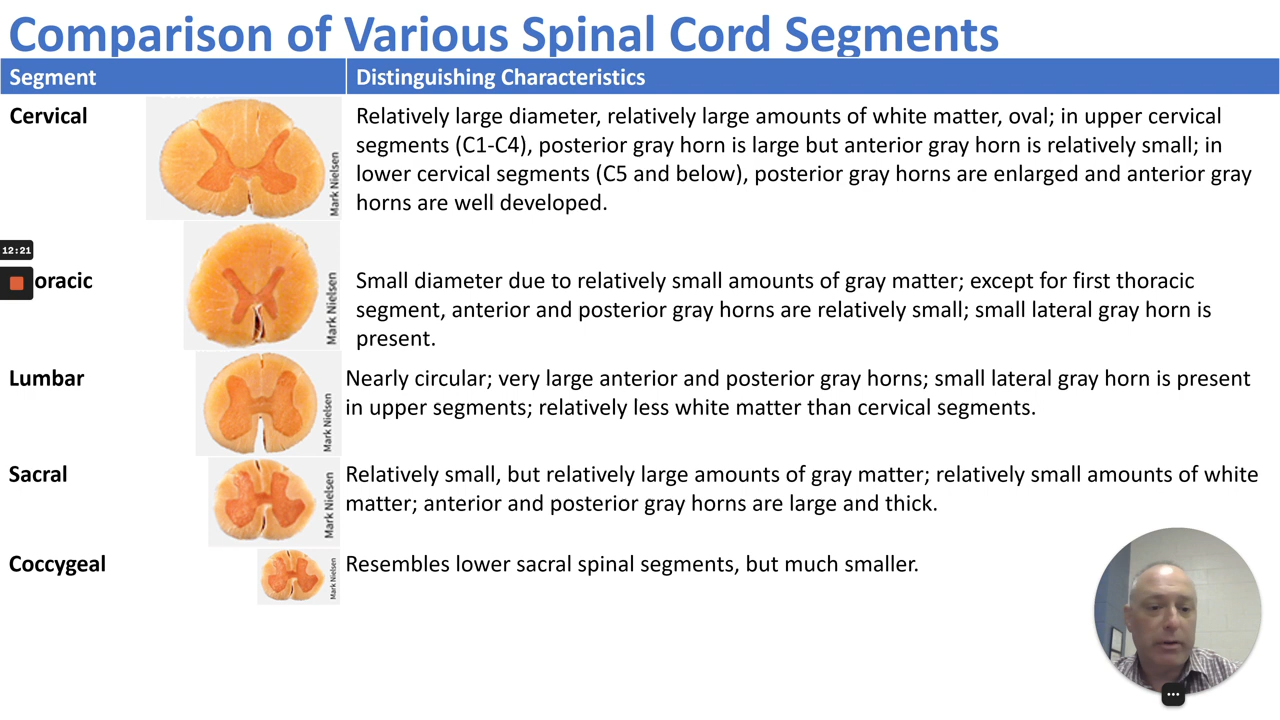 Comparison of Various Spinal Cord Segments
Segment
Distinguishing Characteristics
Cervical
Mark Nielsen
Relatively large diameter, relatively large amounts of white matter, oval; in upper cervical
segments (C1-C4), posterior gray horn is large but anterior gray horn is relatively small; in
lower cervical segments (C5 and below), posterior gray horns are enlarged and anterior gray
horns are well developed.
12:21
oracic
Mark Nielsen
Small diameter due to relatively small amounts of gray matter; except for first thoracic
segment, anterior and posterior gray horns are relatively small; small lateral gray horn is
present.
Lumbar
Mark Nielsen
Nearly circular; very large anterior and posterior gray horns; small lateral gray horn is present
in upper segments; relatively less white matter than cervical segments.
Sacral
Mark Nielsen
Relatively small, but relatively large amounts of gray matter; relatively small amounts of white
matter; anterior and posterior gray horns are large and thick.
Coccygeal
Mark Nielsen
Resembles lower sacral spinal segments, but much smaller.